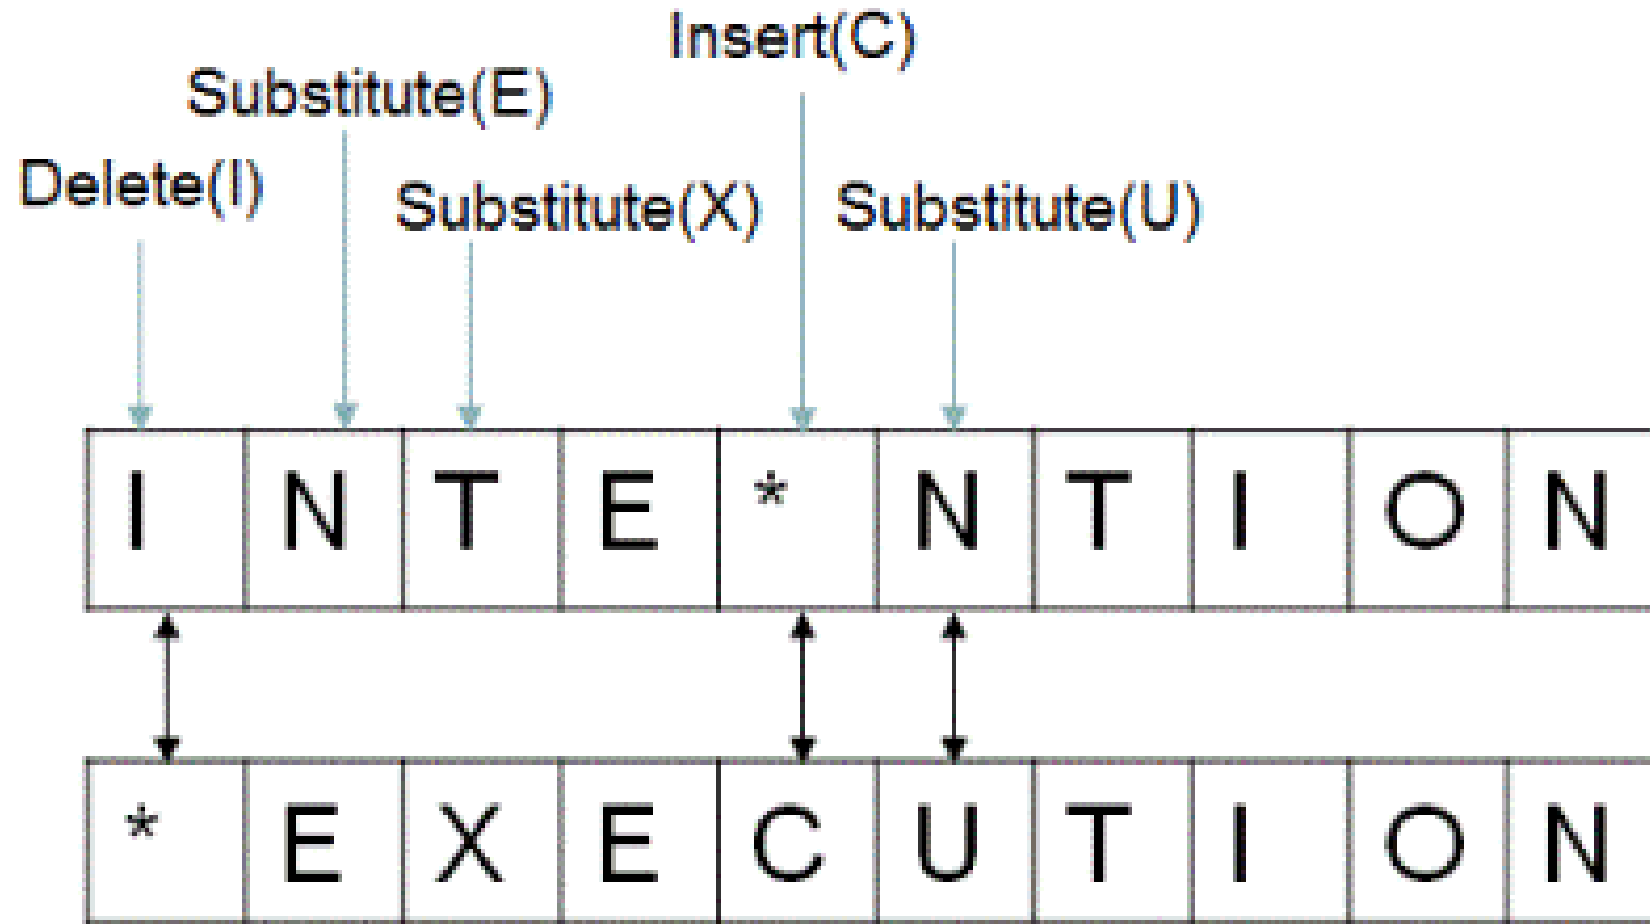 Insert(C)
Substitute(E)
Delete(I)
Substitute(X)
Substitute(U)
I N T E * N T I O N
* E X E C U T I O N